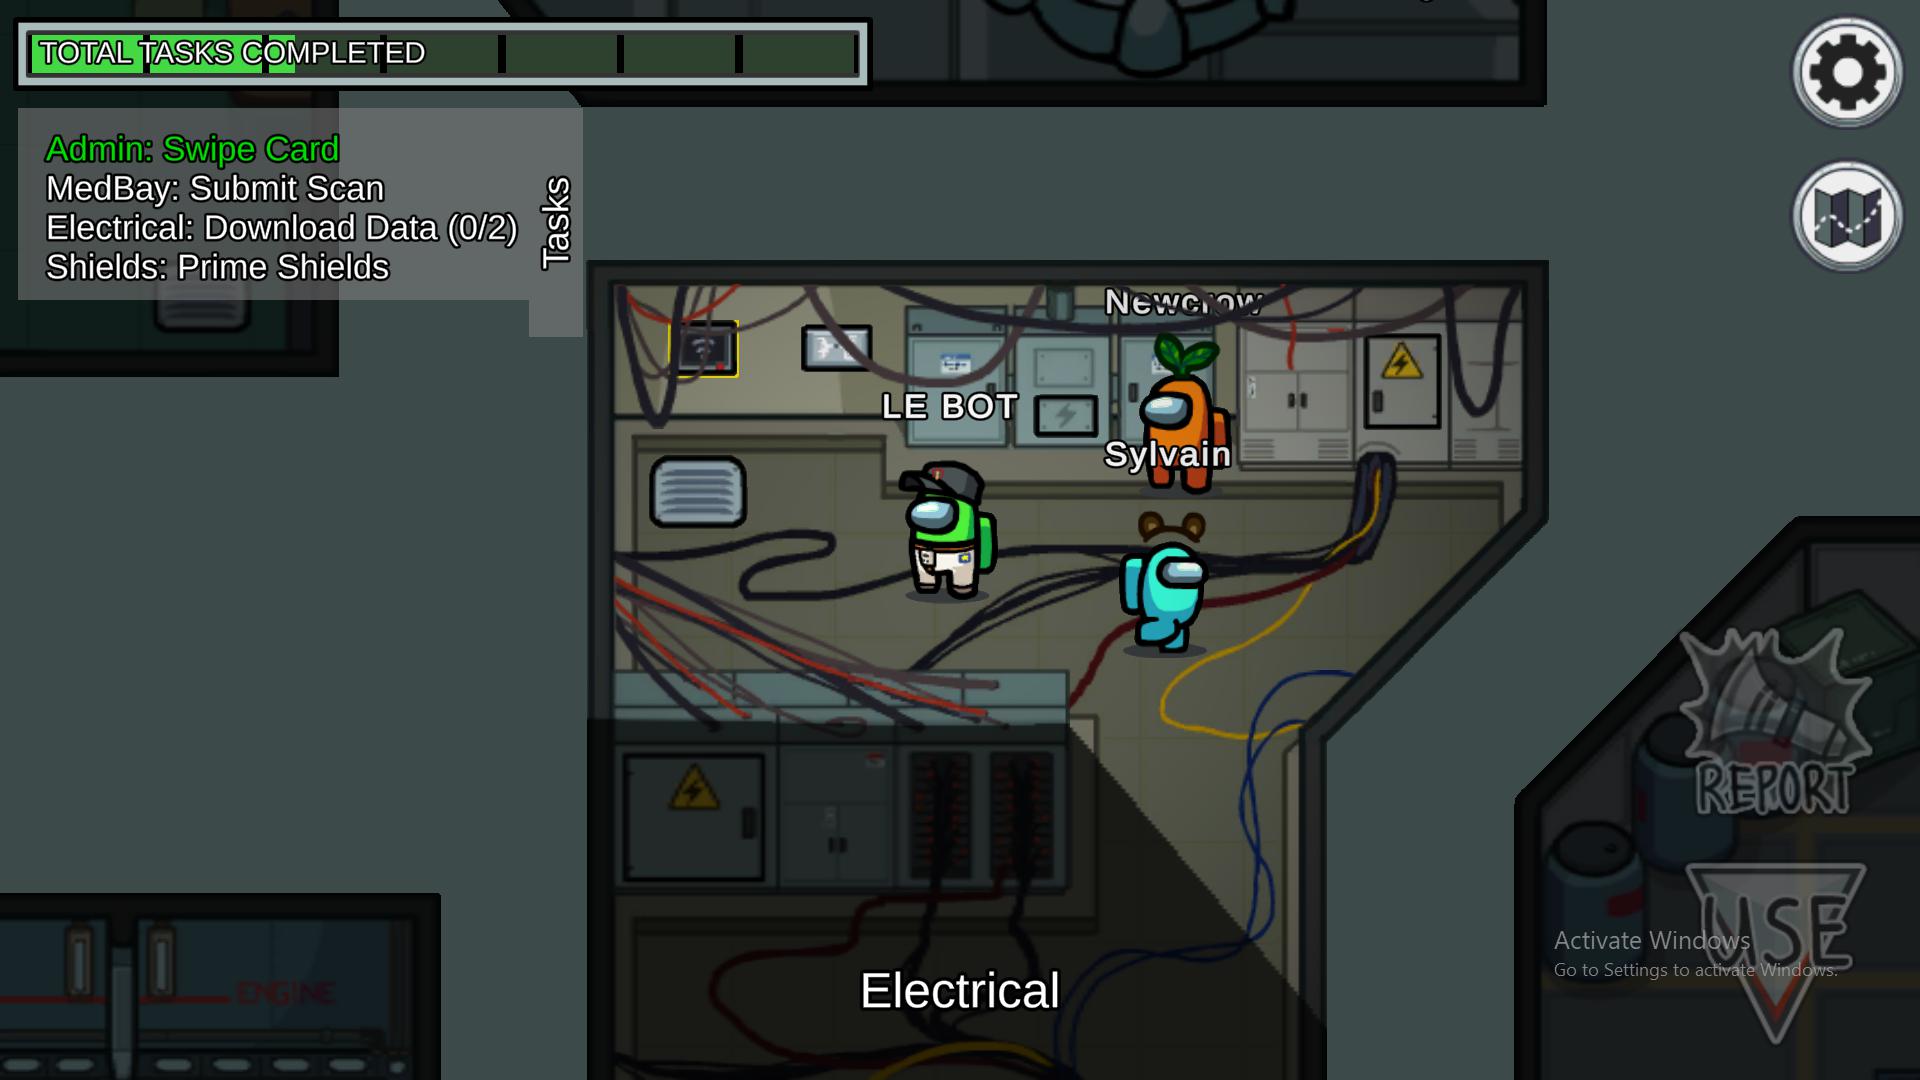 TOTAL TASKS COMPLETED
Admin: Swipe Card
MedBay: Submit Scan
Electrical: Download Data (0/2)
Shields: Prime Shields
Tasks
Newcrow
LE BOT
Sylvain
REPORT
USE
Activate Windows
Go to Settings to activate Windows.
Electrical
ENGINE